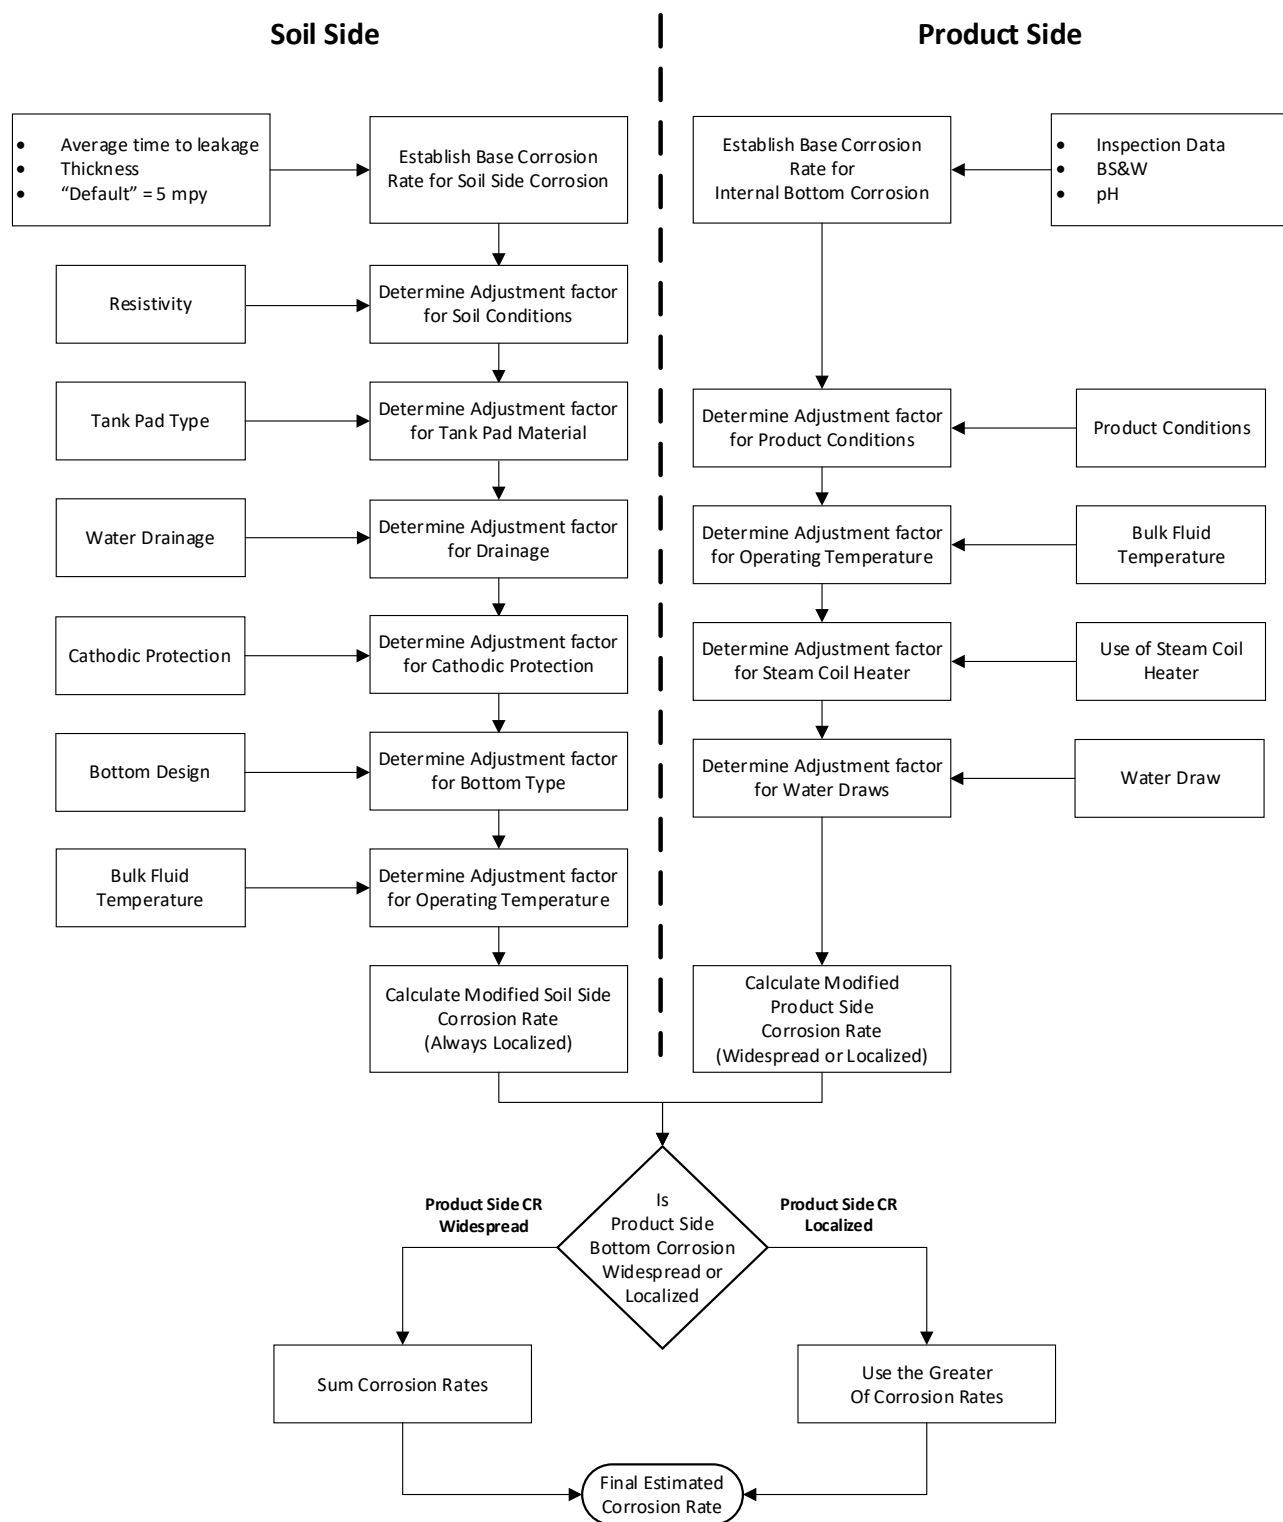 Soil Side
Product Side
• Average time to leakage
• Thickness
• “Default” = 5 mpy
Establish Base Corrosion
Rate for Soil Side Corrosion
Establish Base Corrosion
Rate for
Internal Bottom Corrosion
• Inspection Data
• BS&W
• pH
Resistivity
Determine Adjustment factor
for Soil Conditions
Tank Pad Type
Determine Adjustment factor
for Tank Pad Material
Determine Adjustment factor
for Product Conditions
Product Conditions
Water Drainage
Determine Adjustment factor
for Drainage
Determine Adjustment factor
for Operating Temperature
Bulk Fluid
Temperature
Cathodic Protection
Determine Adjustment factor
for Cathodic Protection
Determine Adjustment factor
for Steam Coil Heater
Use of Steam Coil
Heater
Bottom Design
Determine Adjustment factor
for Bottom Type
Determine Adjustment factor
for Water Draws
Water Draw
Bulk Fluid
Temperature
Determine Adjustment factor
for Operating Temperature
Calculate Modified Soil Side
Corrosion Rate
(Always Localized)
Calculate Modified
Product Side
Corrosion Rate
(Widespread or Localized)
Product Side CR
Widespread
Is
Product Side
Bottom Corrosion
Widespread or
Localized
Product Side CR
Localized
Sum Corrosion Rates
Use the Greater
Of Corrosion Rates
Final Estimated
Corrosion Rate